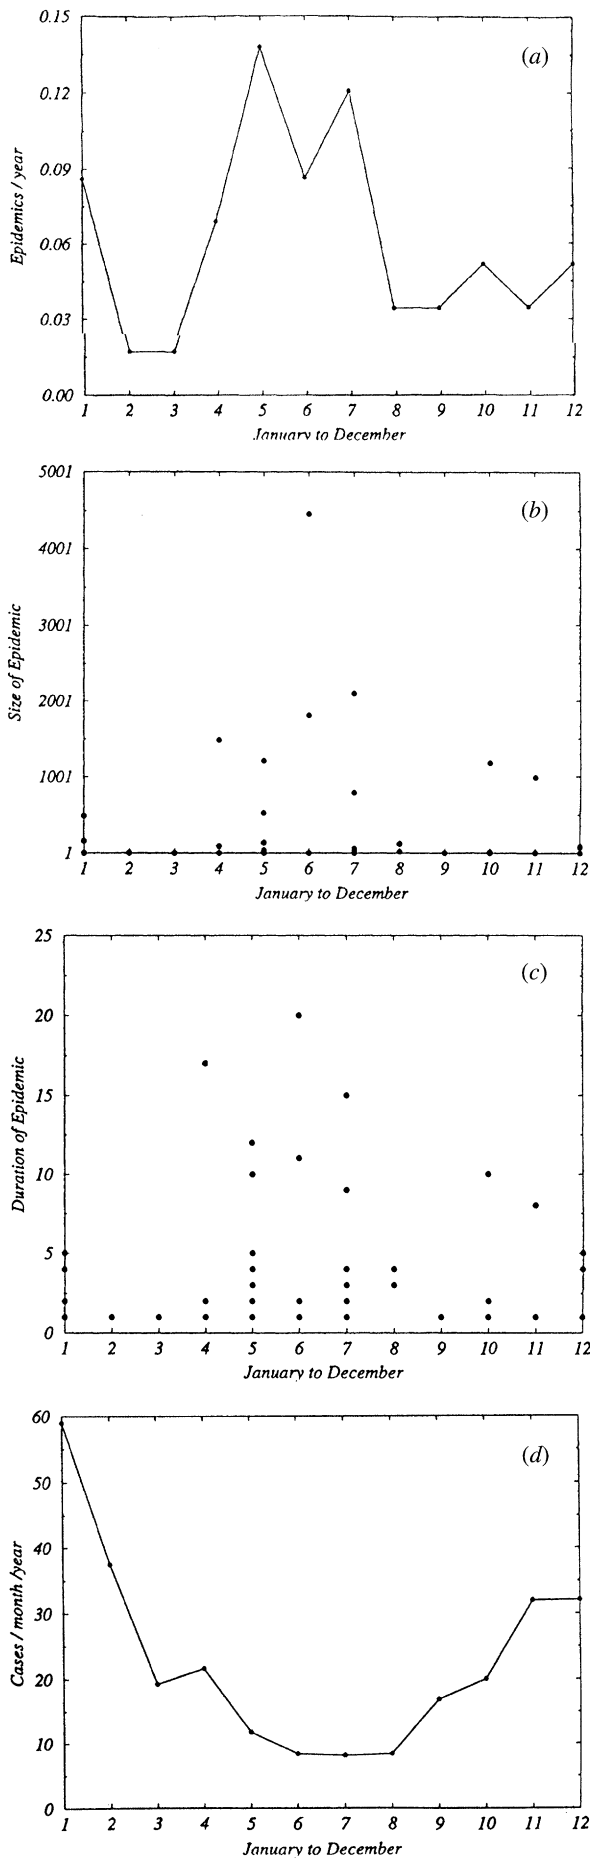 0.15
(a)
0.12
0.09
0.06
0.03
0.00
Epidemics / year
1 2 3 4 5 6 7 8 9 10 11 12
January to December
5001
(b)
4001
3001
2001
1001
1
Size of Epidemic
1 2 3 4 5 6 7 8 9 10 11 12
January to December
25
(c)
20
15
10
5
0
Duration of Epidemic
1 2 3 4 5 6 7 8 9 10 11 12
January to December
60
(d)
50
40
30
20
10
0
Cases / month /year
1 2 3 4 5 6 7 8 9 10 11 12
January to December